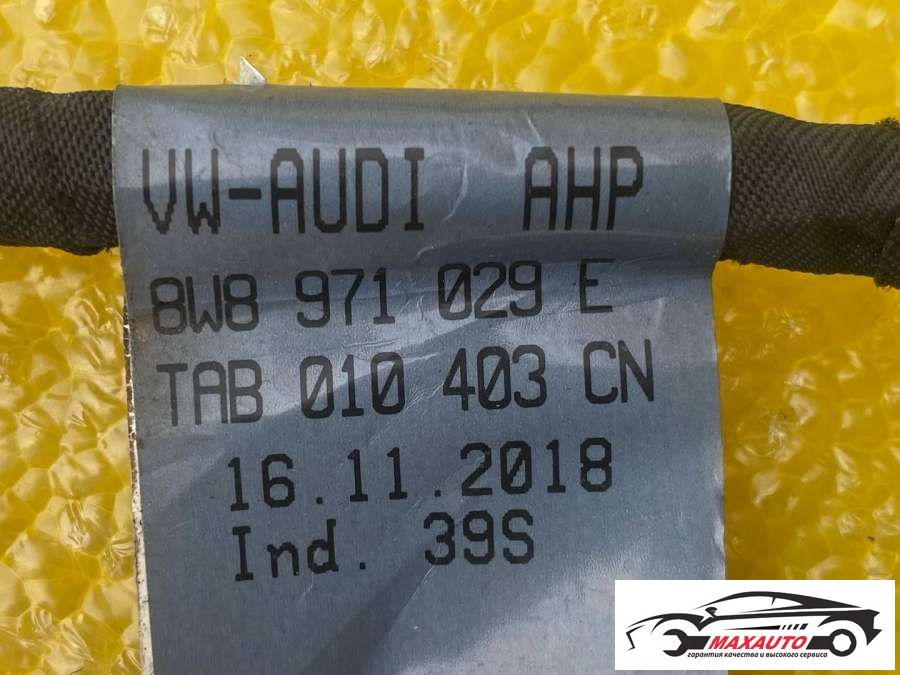 VW-AUDI AHP
8W8 971 029 E
TAB 010 403 CN
16.11.2018
Ind. 39S
MAXAUTO
гарантия качества и высокого сервиса